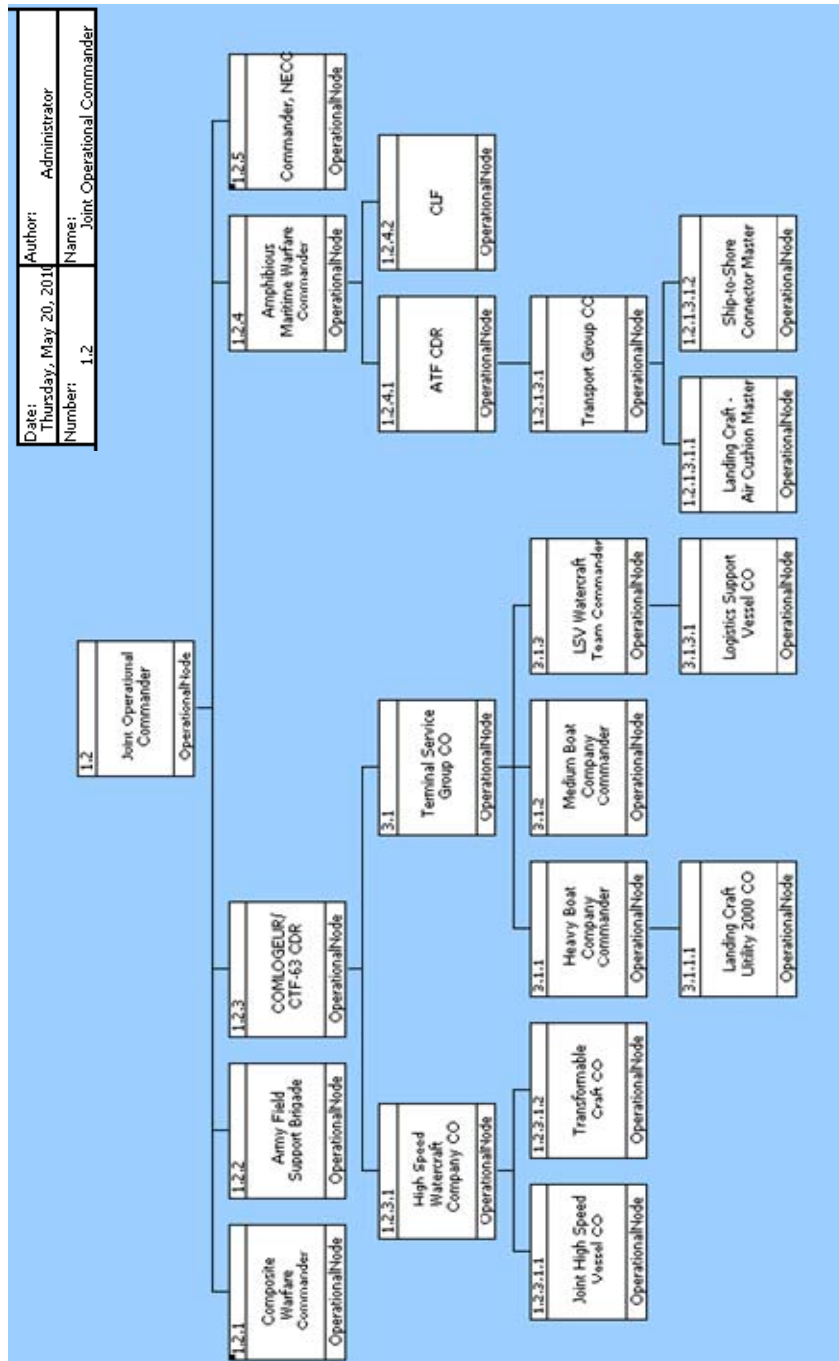 Date:
Thursday, May 20, 2010
Author:
Administrator
Number:
1.2
Name:
Joint Operational Commander
1.2
Joint Operational
Commander
OperationalNode
1.2.1
Composite
Warfare
Commander
OperationalNode
1.2.2
Army Field
Support Brigade
OperationalNode
1.2.3
COMLOGEUR/
CTF-63 CDR
OperationalNode
1.2.4
Amphibious
Maritime Warfare
Commander
OperationalNode
1.2.5
Commander, NECC
OperationalNode
1.2.3.1
High Speed
Watercraft
Company CO
OperationalNode
3.1
Terminal Service
Group CO
OperationalNode
1.2.4.1
ATF CDR
OperationalNode
1.2.4.2
CLF
OperationalNode
1.2.3.1.1
Joint High Speed
Vessel CO
OperationalNode
1.2.3.1.2
Transformable
Craft CO
OperationalNode
3.1.1
Heavy Boat
Company
Commander
OperationalNode
3.1.2
Medium Boat
Company
Commander
OperationalNode
3.1.3
LSV Watercraft
Team Commander
OperationalNode
1.2.1.3.1
Transport Group CO
OperationalNode
3.1.1.1
Landing Craft
Uitility 2000 CO
OperationalNode
3.1.3.1
Logistics Support
Vessel CO
OperationalNode
1.2.1.3.1.1
Landing Craft -
Air Cushion Master
OperationalNode
1.2.1.3.1.2
Ship-to-Shore
Connector Master
OperationalNode